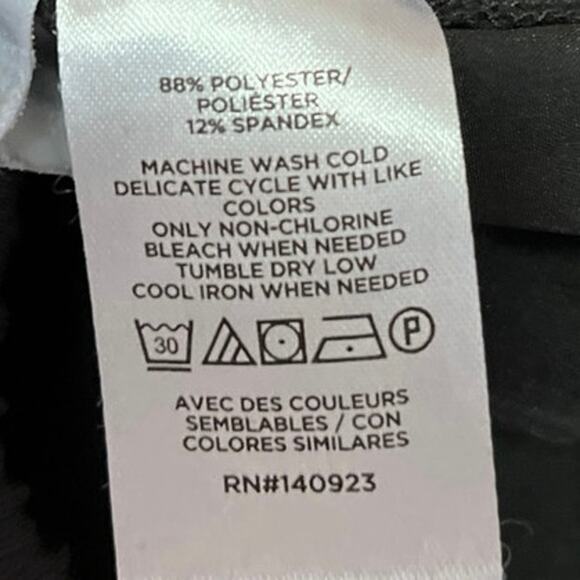 88% POLYESTER/
POLIÉSTER
12% SPANDEX
MACHINE WASH COLD
DELICATE CYCLE WITH LIKE
COLORS
ONLY NON-CHLORINE
BLEACH WHEN NEEDED
TUMBLE DRY LOW
COOL IRON WHEN NEEDED
30 P
AVEC DES COULEURS
SEMBLABLES / CON
COLORES SIMILARES
RN#140923